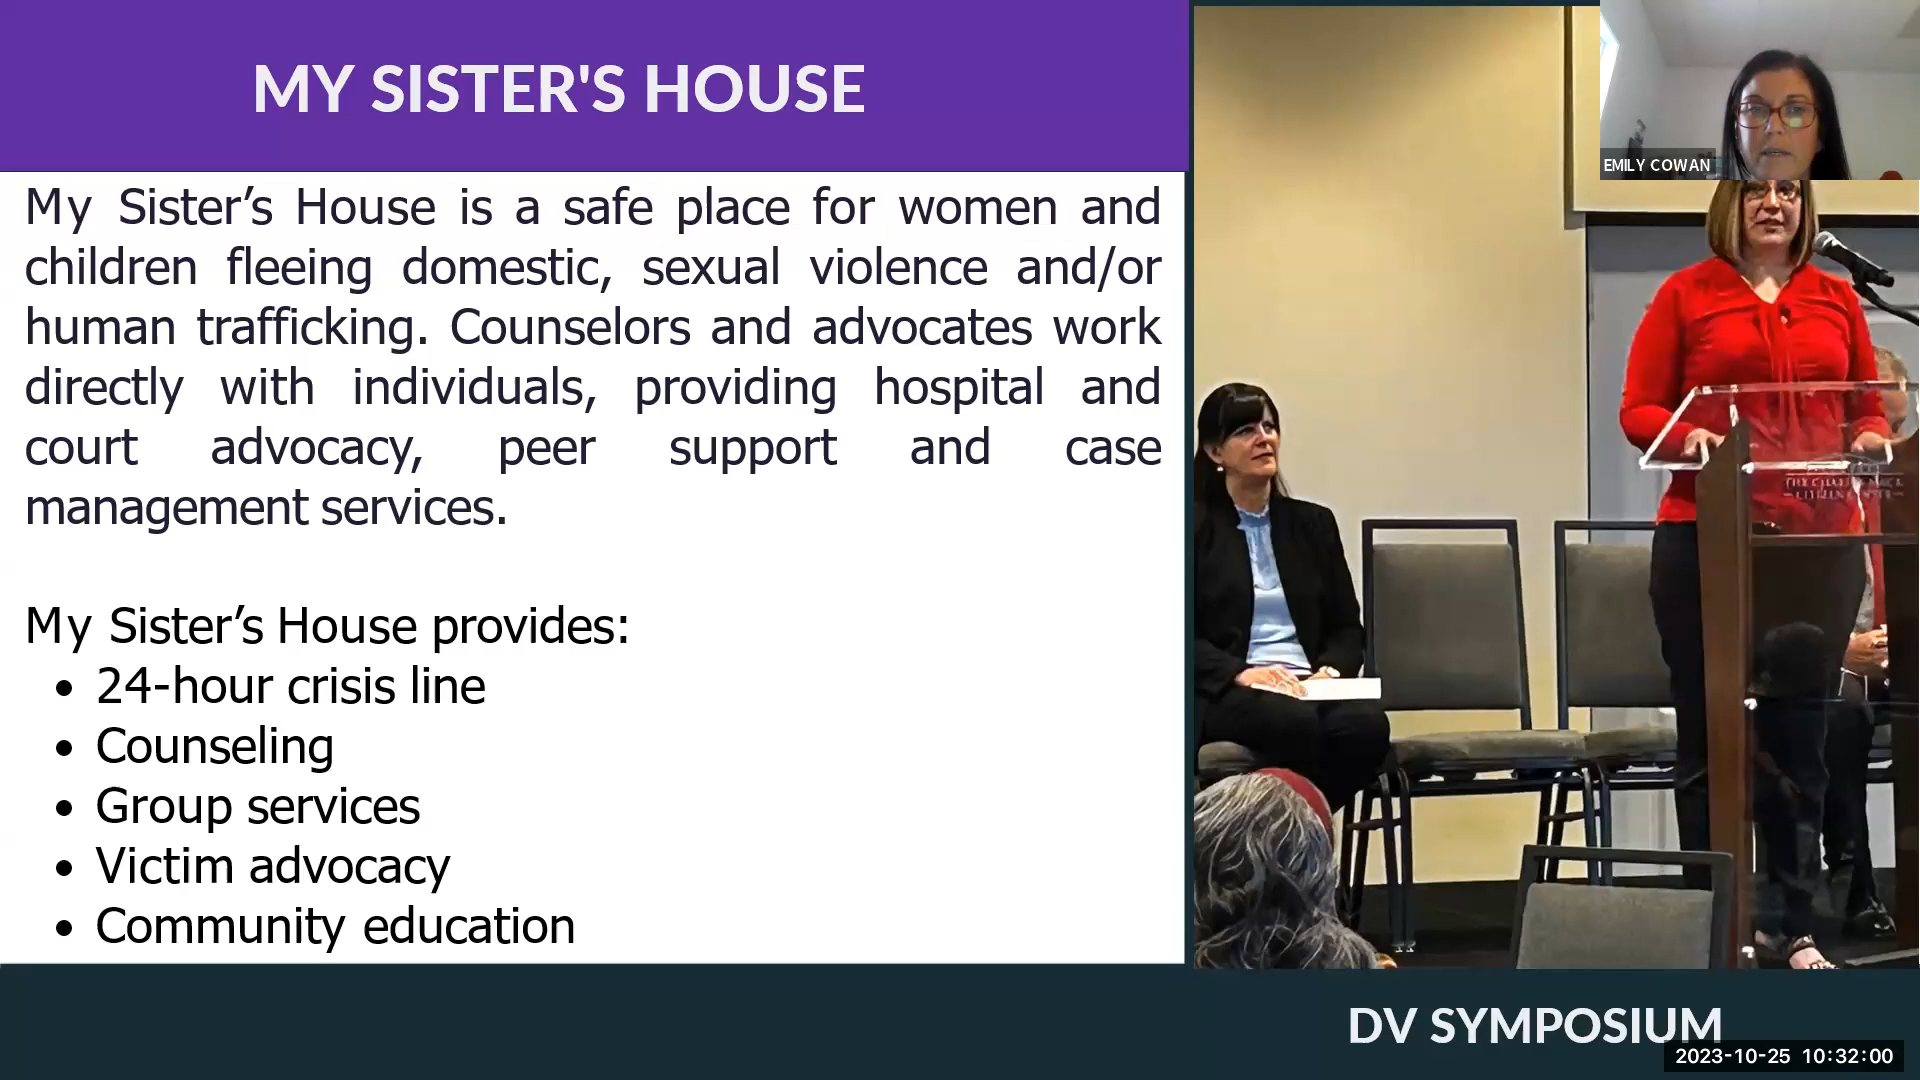 MY SISTER'S HOUSE
EMILY COWAN
My Sister’s House is a safe place for women and
children fleeing domestic, sexual violence and/or
human trafficking. Counselors and advocates work
directly with individuals, providing hospital and
court advocacy, peer support and case
management services.
My Sister’s House provides:
• 24-hour crisis line
• Counseling
• Group services
• Victim advocacy
• Community education
DV SYMPOSIUM
2023-10-25 10:32:00